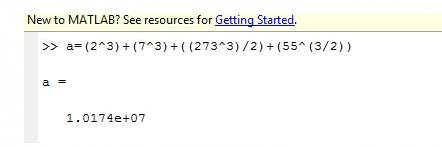 New to MATLAB? See resources for Getting Started.
>> a=(2^3)+(7^3)+((273^3)/2)+(55^(3/2))
a =
1.0174e+07